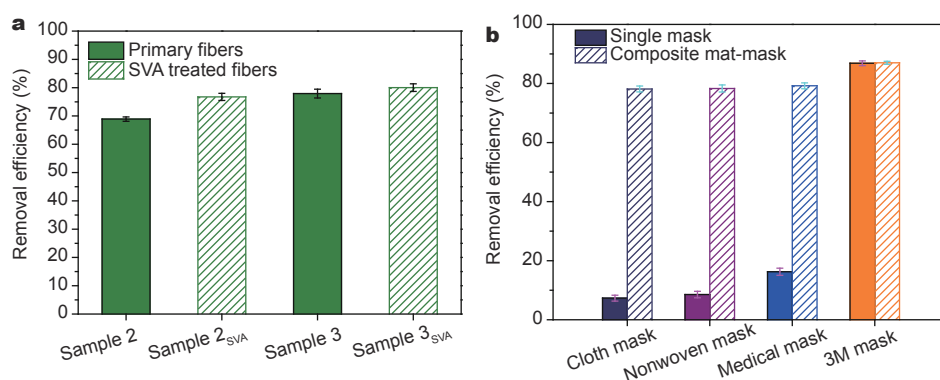 a
Removal efficiency (%)
100
90
80
70
60
50
40
30
20
10
0
Primary fibers
SVA treated fibers
Sample 2
Sample 2SVA
Sample 3
Sample 3SVA
b
Removal efficiency (%)
100
80
60
40
20
0
Single mask
Composite mat-mask
Cloth mask
Nonwoven mask
Medical mask
3M mask